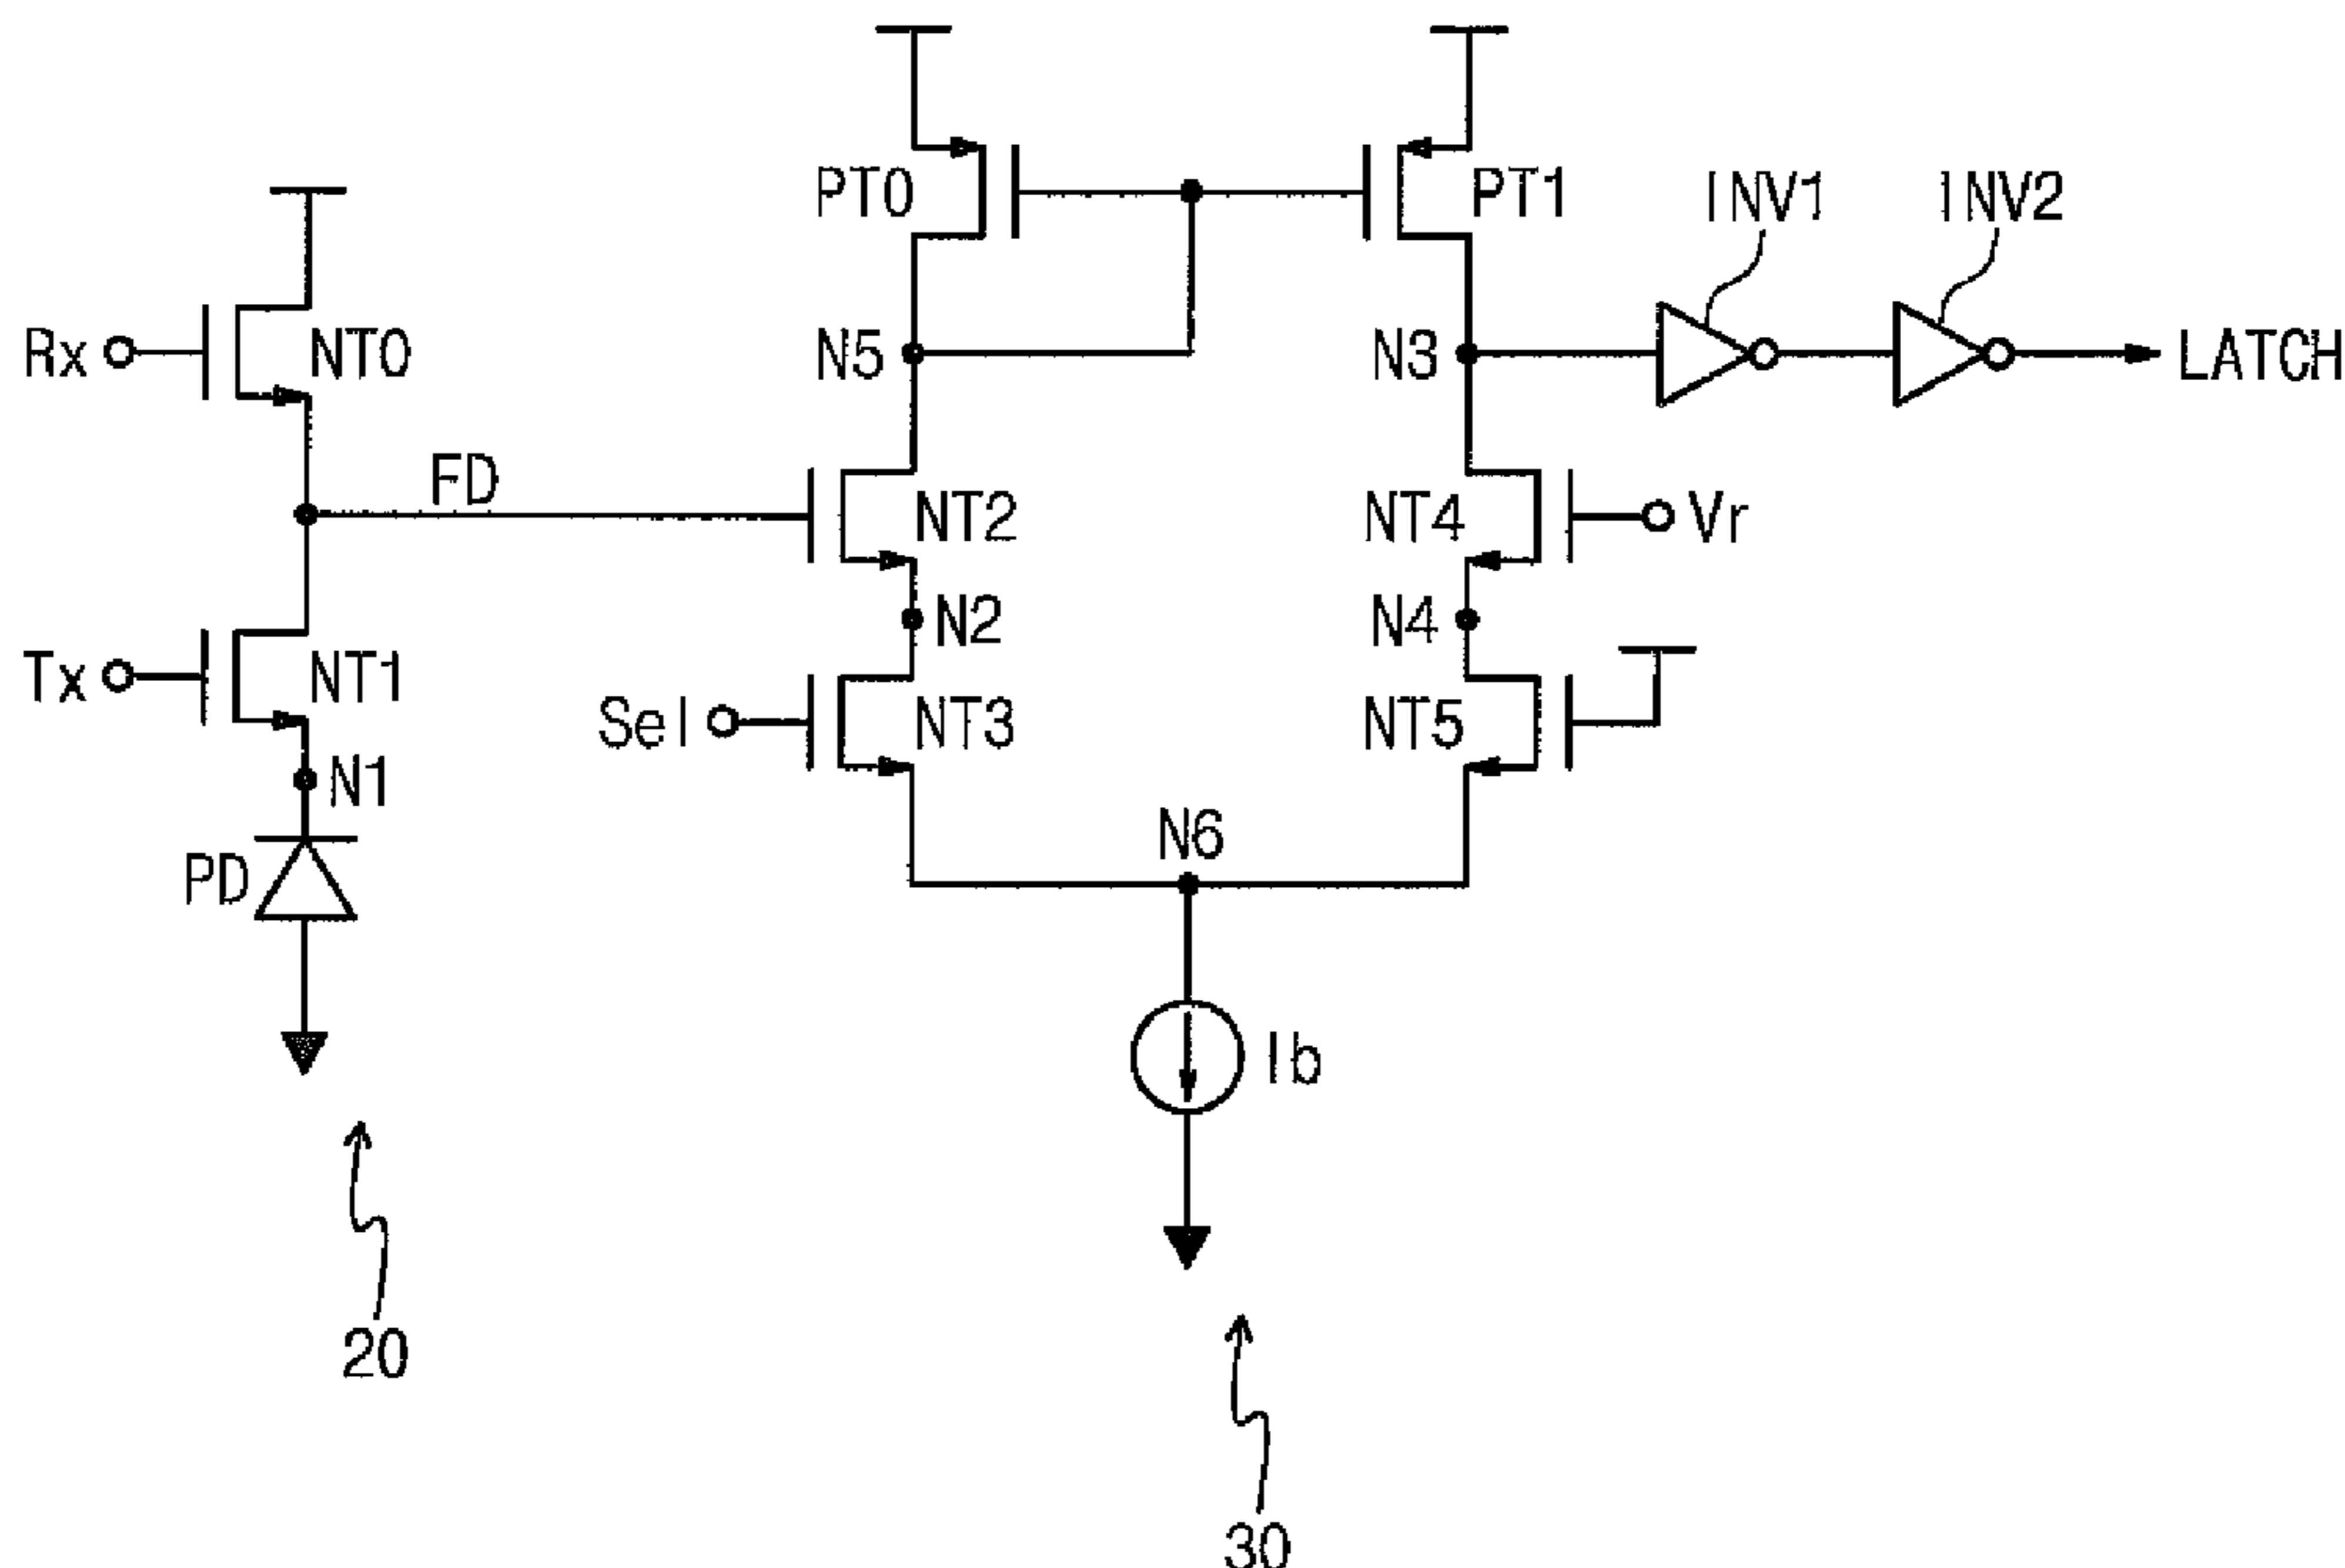 PT0
PT1
INV1
INV2
Rx
NT0
N5
N3
LATCH
FD
NT2
NT4
Vr
N2
N4
Tx
NT1
Sel
NT3
NT5
N1
N6
PD
Ib
20
30